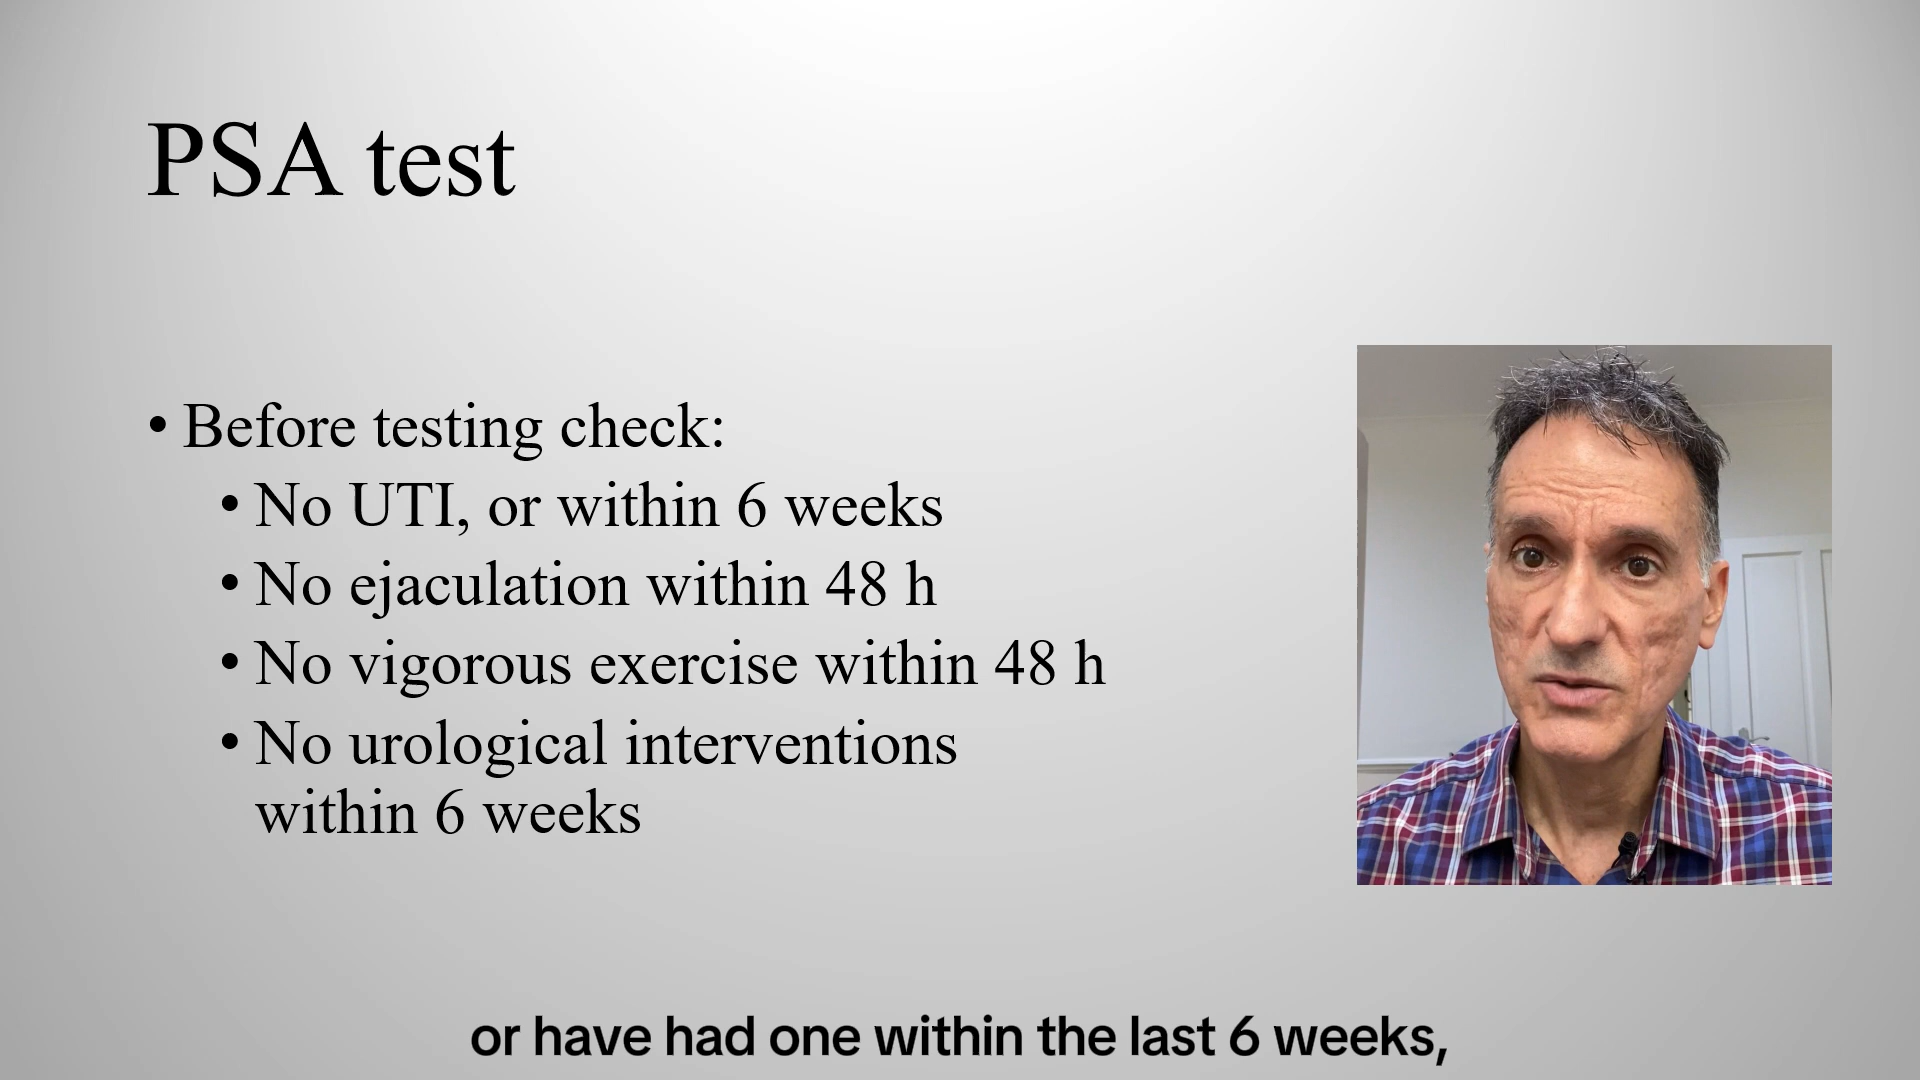 PSA test
• Before testing check:
• No UTI, or within 6 weeks
• No ejaculation within 48 h
• No vigorous exercise within 48 h
• No urological interventions
within 6 weeks
or have had one within the last 6 weeks,